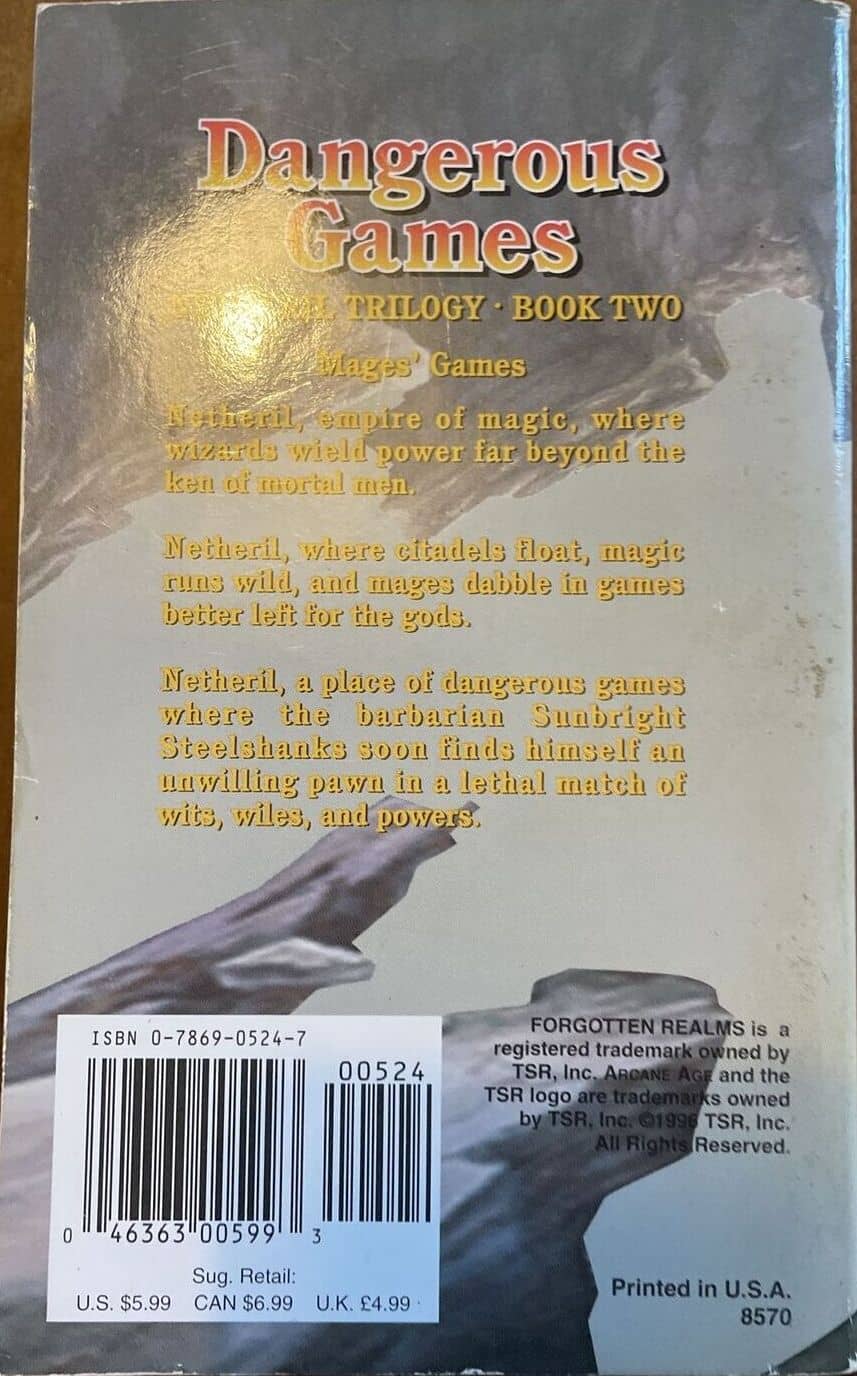 Dangerous
Games
TRILOGY · BOOK TWO
Mages' Games
Netheril, empire of magic, where
wizards wield power far beyond the
ken of mortal men.
Netheril, where citadels float, magic
runs wild, and mages dabble in games
better left for the gods.
Netheril, a place of dangerous games
where the barbarian Sunbright
Steelshanks soon finds himself an
unwilling pawn in a lethal match of
wits, wiles, and powers.
ISBN 0-7869-0524-7
00524
0 46363 00599 3
Sug. Retail:
U.S. $5.99 CAN $6.99 U.K. £4.99
FORGOTTEN REALMS is a
registered trademark owned by
TSR, Inc. ARCANE AGE and the
TSR logo are trademarks owned
by TSR, Inc. ©1996 TSR, Inc.
All Rights Reserved.
Printed in U.S.A.
8570